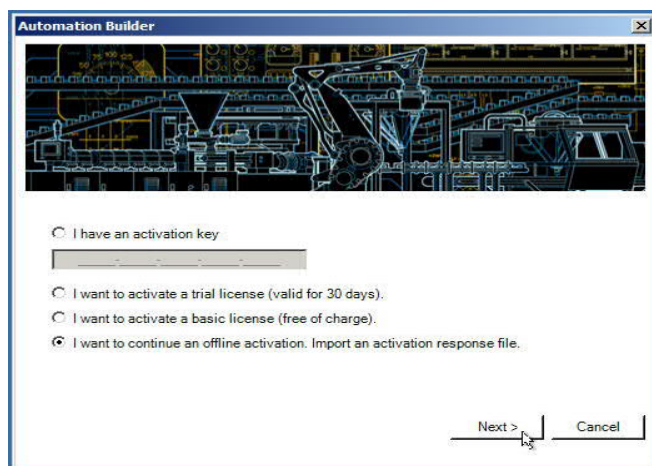 Automation Builder
I have an activation key
I want to activate a trial license (valid for 30 days).
I want to activate a basic license (free of charge).
I want to continue an offline activation. Import an activation response file.
Next >
Cancel